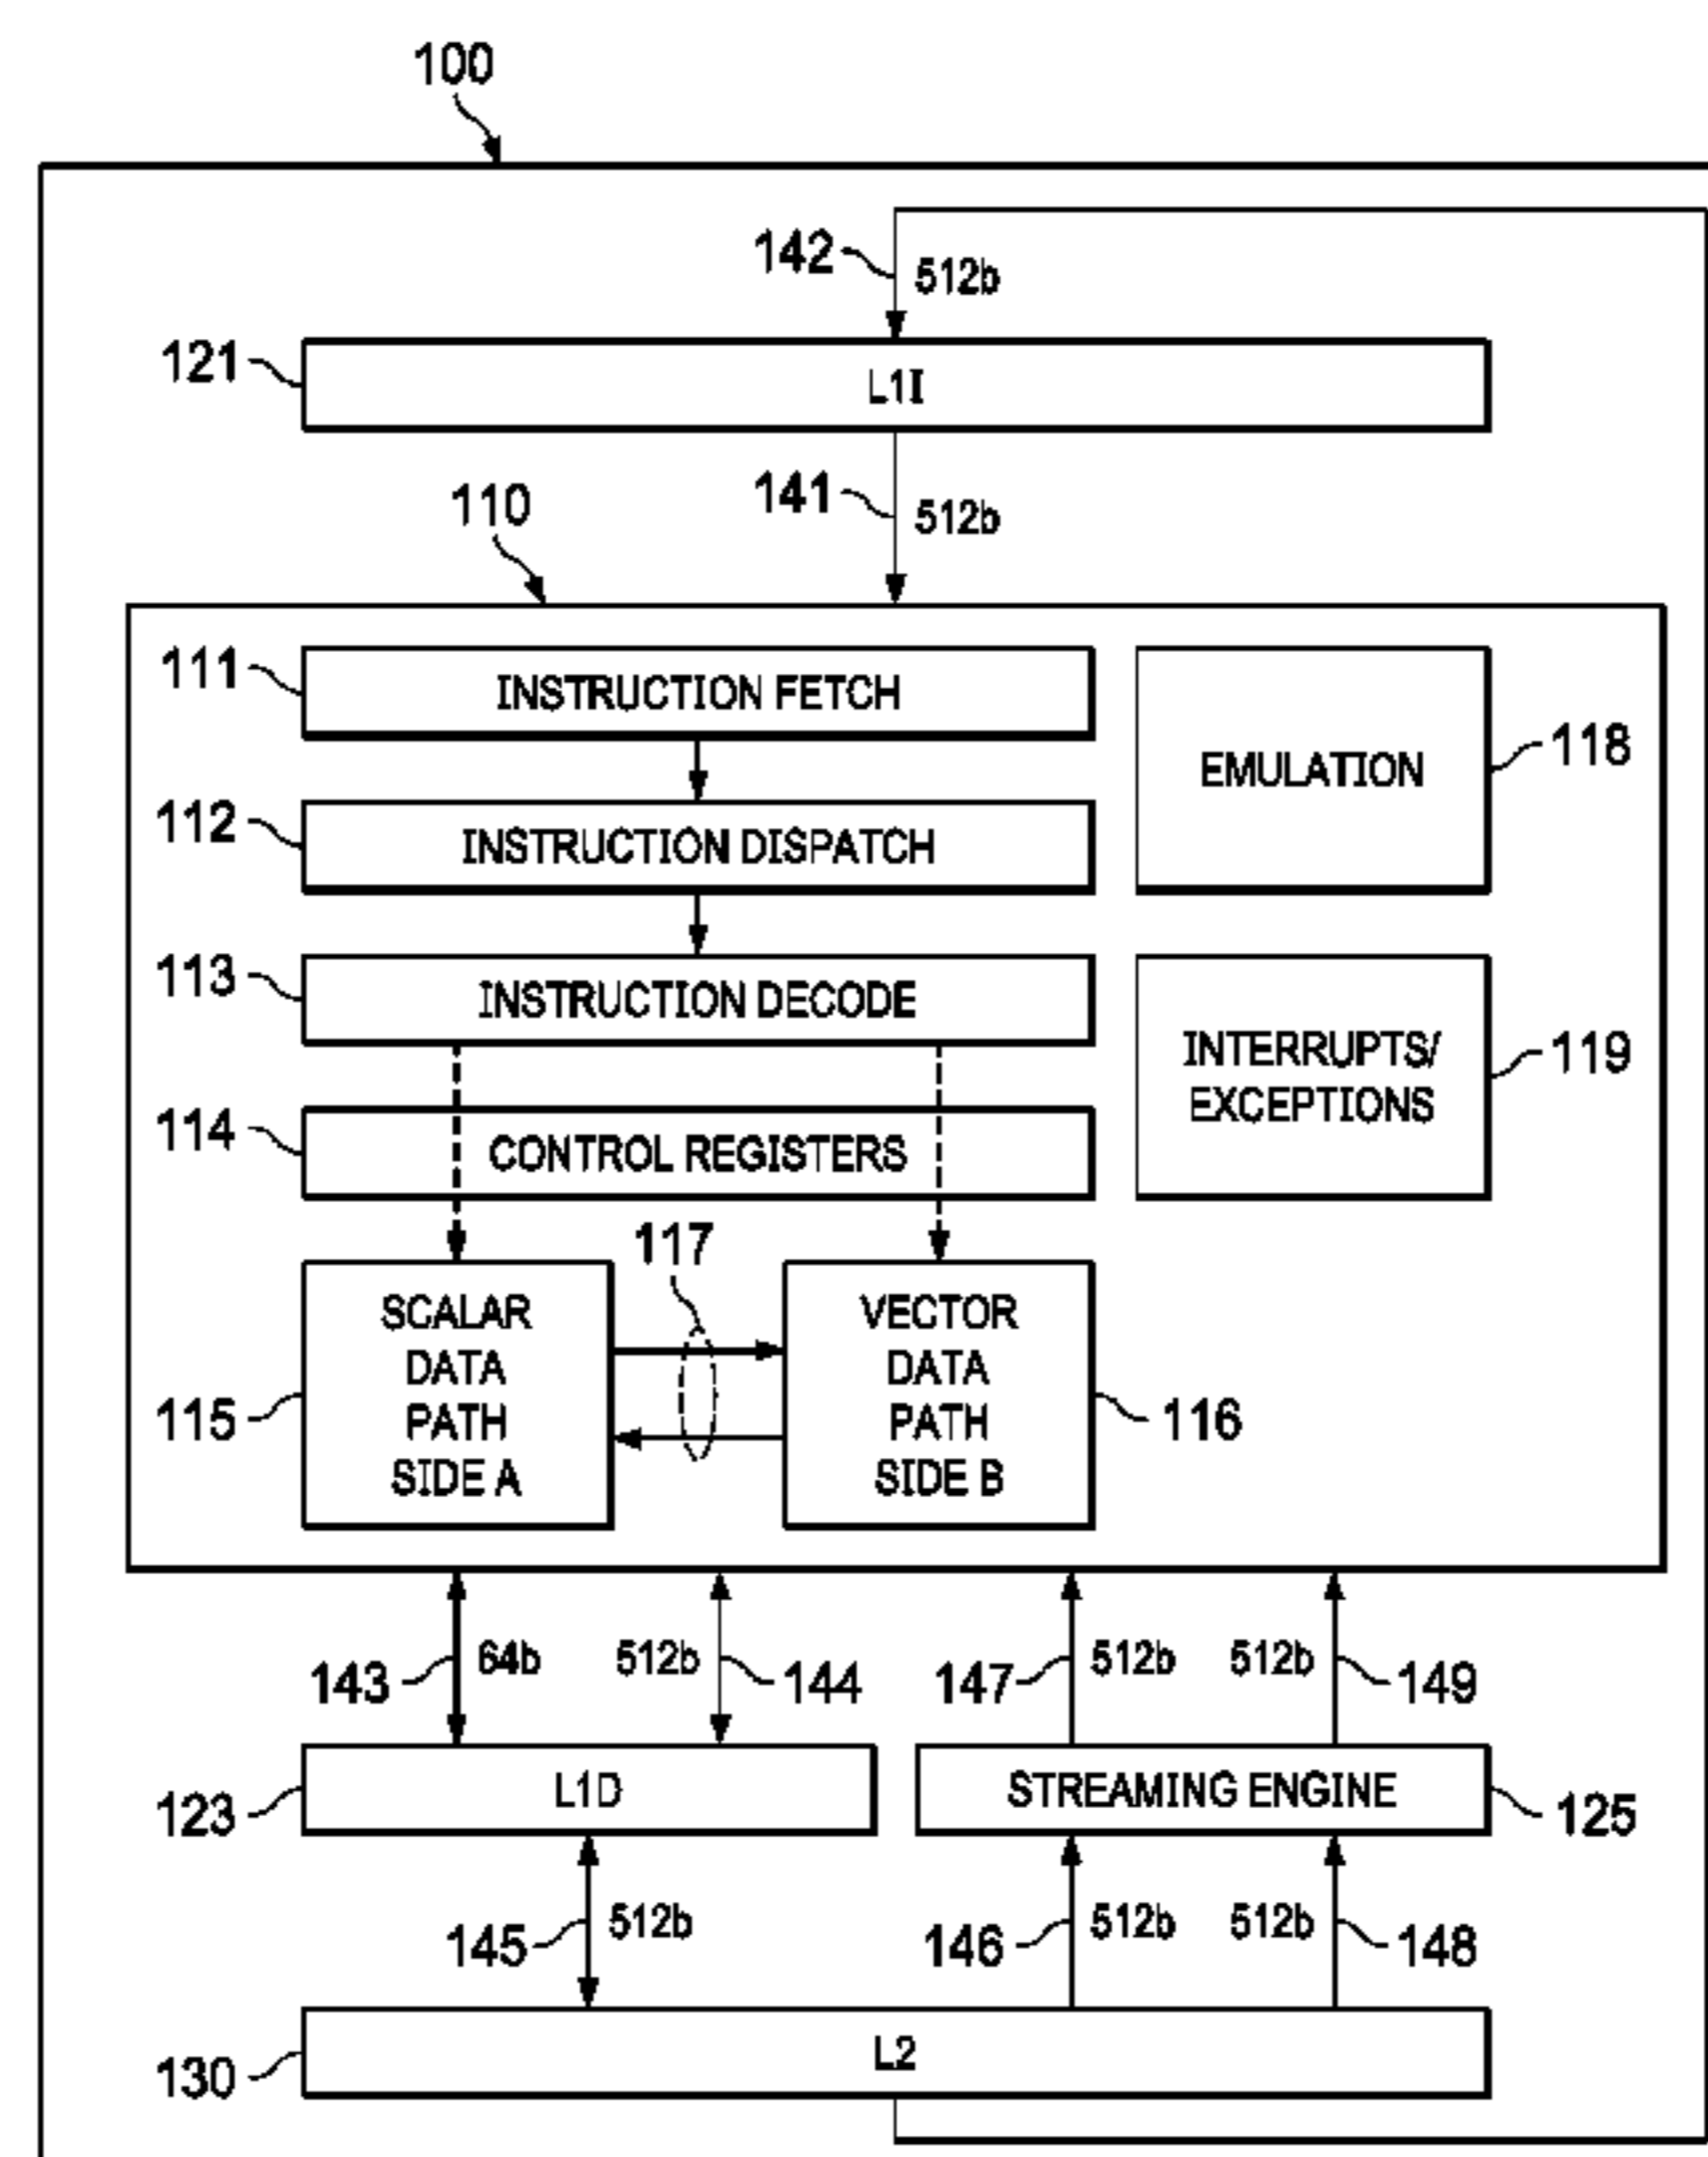 100
142
512b
121
L1I
141
512b
110
111
INSTRUCTION FETCH
EMULATION
118
112
INSTRUCTION DISPATCH
113
INSTRUCTION DECODE
INTERRUPTS/
EXCEPTIONS
119
114
CONTROL REGISTERS
117
SCALAR
DATA
PATH
SIDE A
115
VECTOR
DATA
PATH
SIDE B
116
143
64b
512b
144
147
512b
512b
149
123
L1D
STREAMING ENGINE
125
145
512b
146
512b
512b
148
130
L2